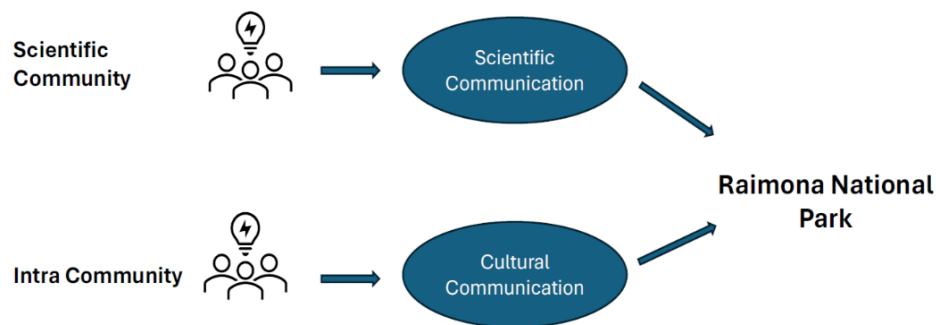 Scientific
Community
Scientific
Communication
Raimona National
Park
Intra Community
Cultural
Communication